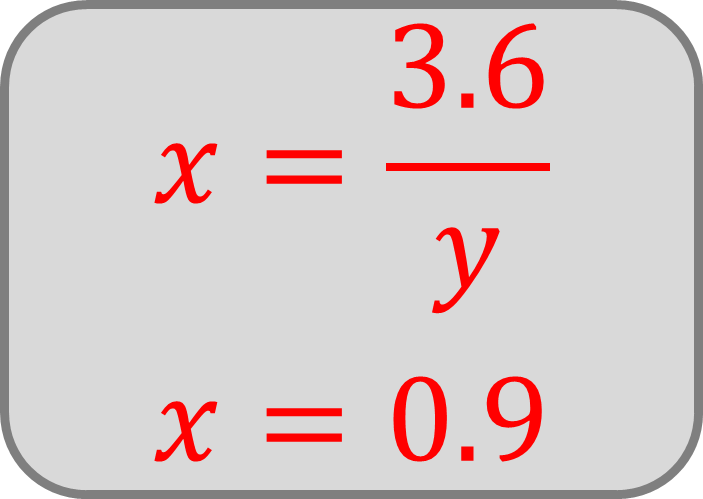 x = 3.6/y
x = 0.9